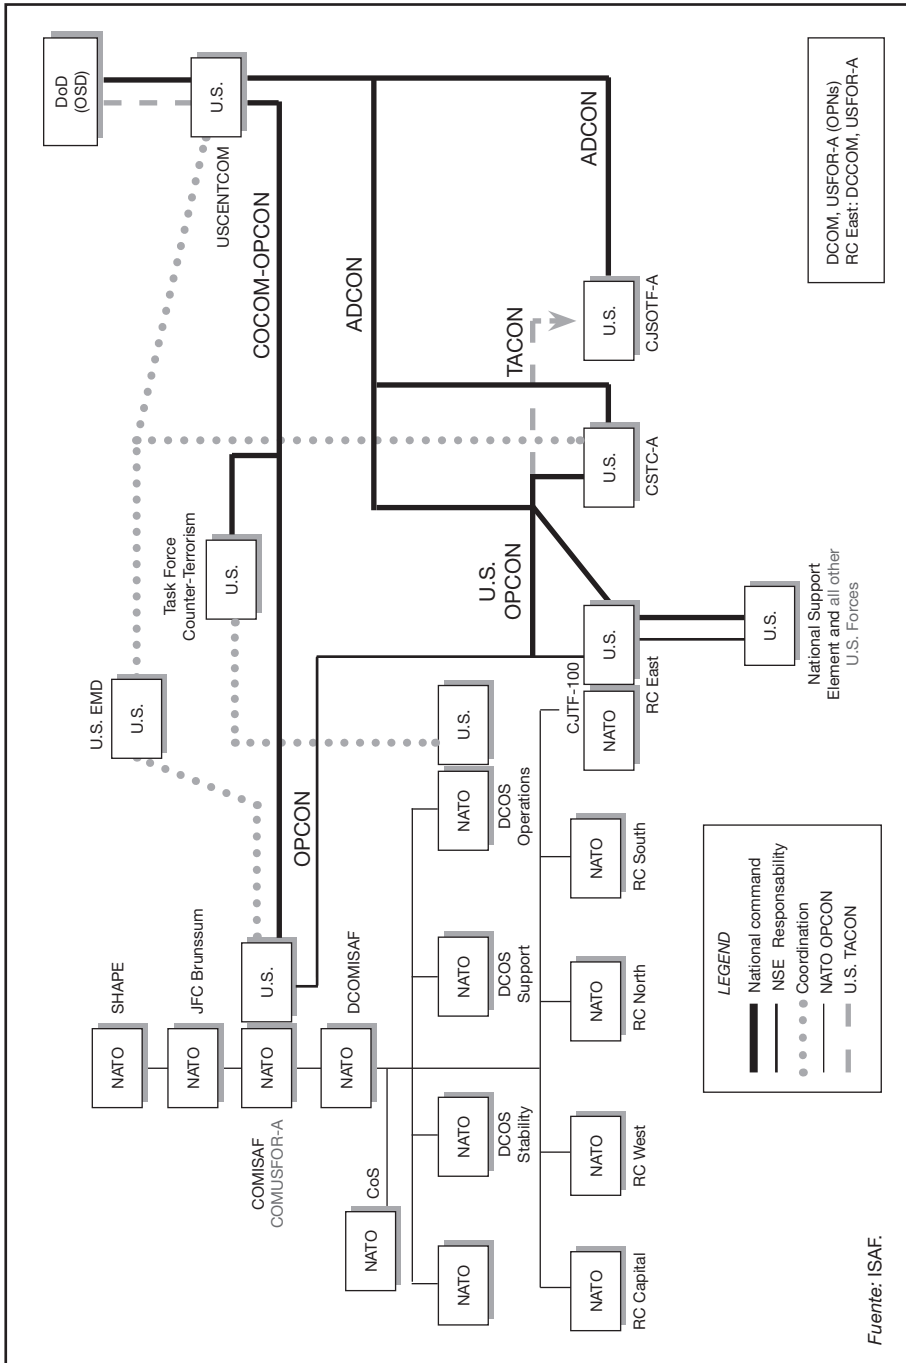 SHAPE
NATO
JFC Brunssum
NATO
COMISAF
COMUSFOR-A
NATO
U.S.
DCOMISAF
NATO
CoS
NATO
NATO
DCOS
Stability
NATO
DCOS
Support
NATO
DCOS
Operations
NATO
U.S.
RC Capital
NATO
RC West
NATO
RC North
NATO
RC South
NATO
CJTF-100
RC East
NATO
U.S.
National Support
Element and all other
U.S. Forces
U.S.
U.S. EMD
U.S.
Task Force
Counter-Terrorism
U.S.
DoD
(OSD)
USCENTCOM
U.S.
CSTC-A
U.S.
CJSOTF-A
U.S.
OPCON
COCOM-OPCON
ADCON
ADCON
U.S.
OPCON
TACON
LEGEND
National command
NSE Responsability
Coordination
NATO OPCON
U.S. TACON
DCOM, USFOR-A (OPNs)
RC East: DCCOM, USFOR-A
Fuente: ISAF.